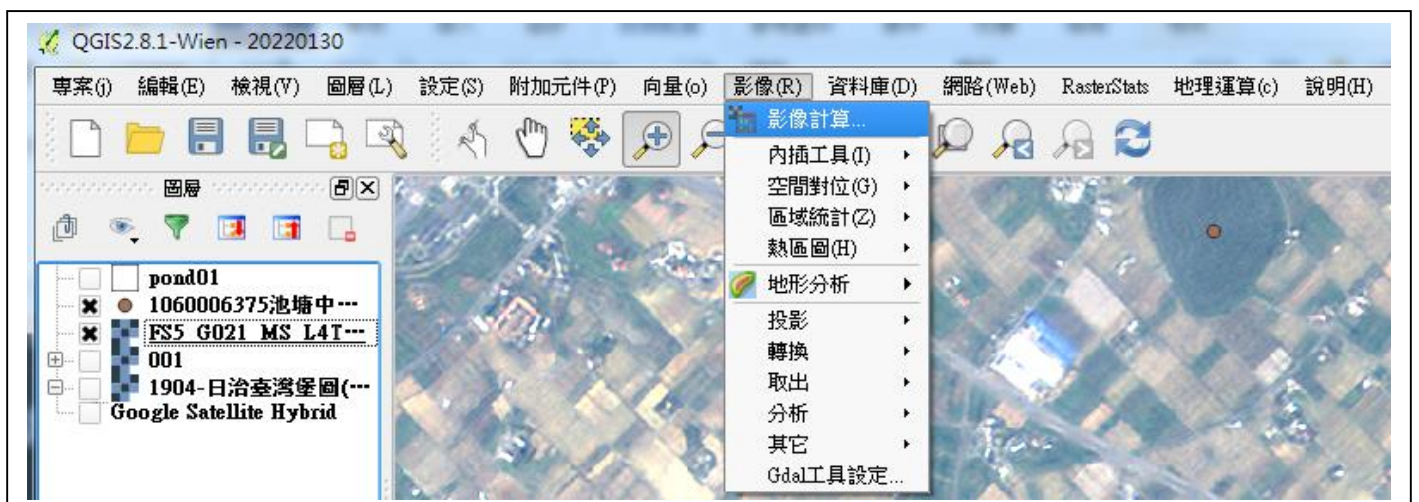 QGIS2.8.1-Wien - 20220130
專案(j) 編輯(E) 檢視(V) 圖層(L) 設定(S) 附加元件(P) 向量(o) 影像(R) 資料庫(D) 網路(Web) RasterStats 地理運算(c) 說明(H)
影像計算...
內插工具(I)
空間對位(G)
區域統計(Z)
熱區圖(H)
地形分析
投影
轉換
取出
分析
其它
Gdal工具設定...
圖層
pond01
1060006375池塘中…
FS5_G021_MS_L4T…
001
1904-日治臺灣堡圖(…
Google Satellite Hybrid